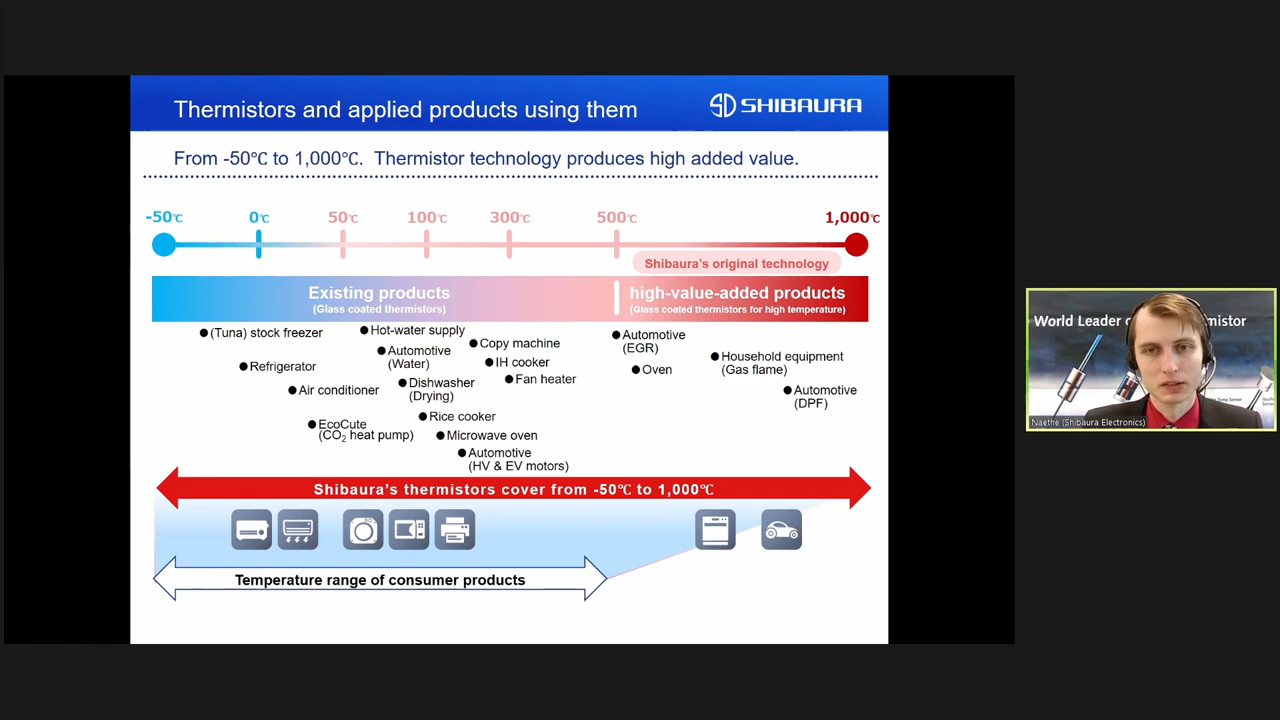 Thermistors and applied products using them
SHIBAURA
From -50℃ to 1,000℃. Thermistor technology produces high added value.
-50℃
0℃
50℃
100℃
300℃
500℃
1,000℃
Shibaura's original technology
Existing products
(Glass coated thermistors)
high-value-added products
(Glass coated thermistors for high temperature)
●(Tuna) stock freezer
●Refrigerator
●Air conditioner
●EcoCute
(CO₂ heat pump)
●Hot-water supply
●Automotive
(Water)
●Dishwasher
(Drying)
●Rice cooker
●Microwave oven
●Automotive
(HV & EV motors)
●Copy machine
●IH cooker
●Fan heater
●Automotive
(EGR)
●Oven
●Household equipment
(Gas flame)
●Automotive
(DPF)
Shibaura's thermistors cover from -50℃ to 1,000℃
Temperature range of consumer products
World Leader
mistor
Temp Sensor
Naethe (Shibaura Electronics)